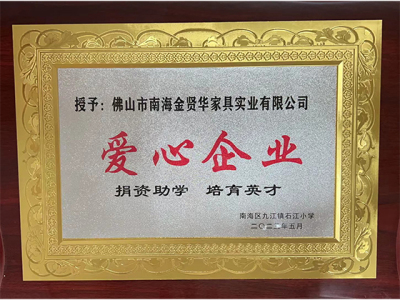 授予：佛山市南海金贤华家具实业有限公司
爱心企业
捐资助学 培育英才
南海区九江镇石江小学
二〇二二年五月